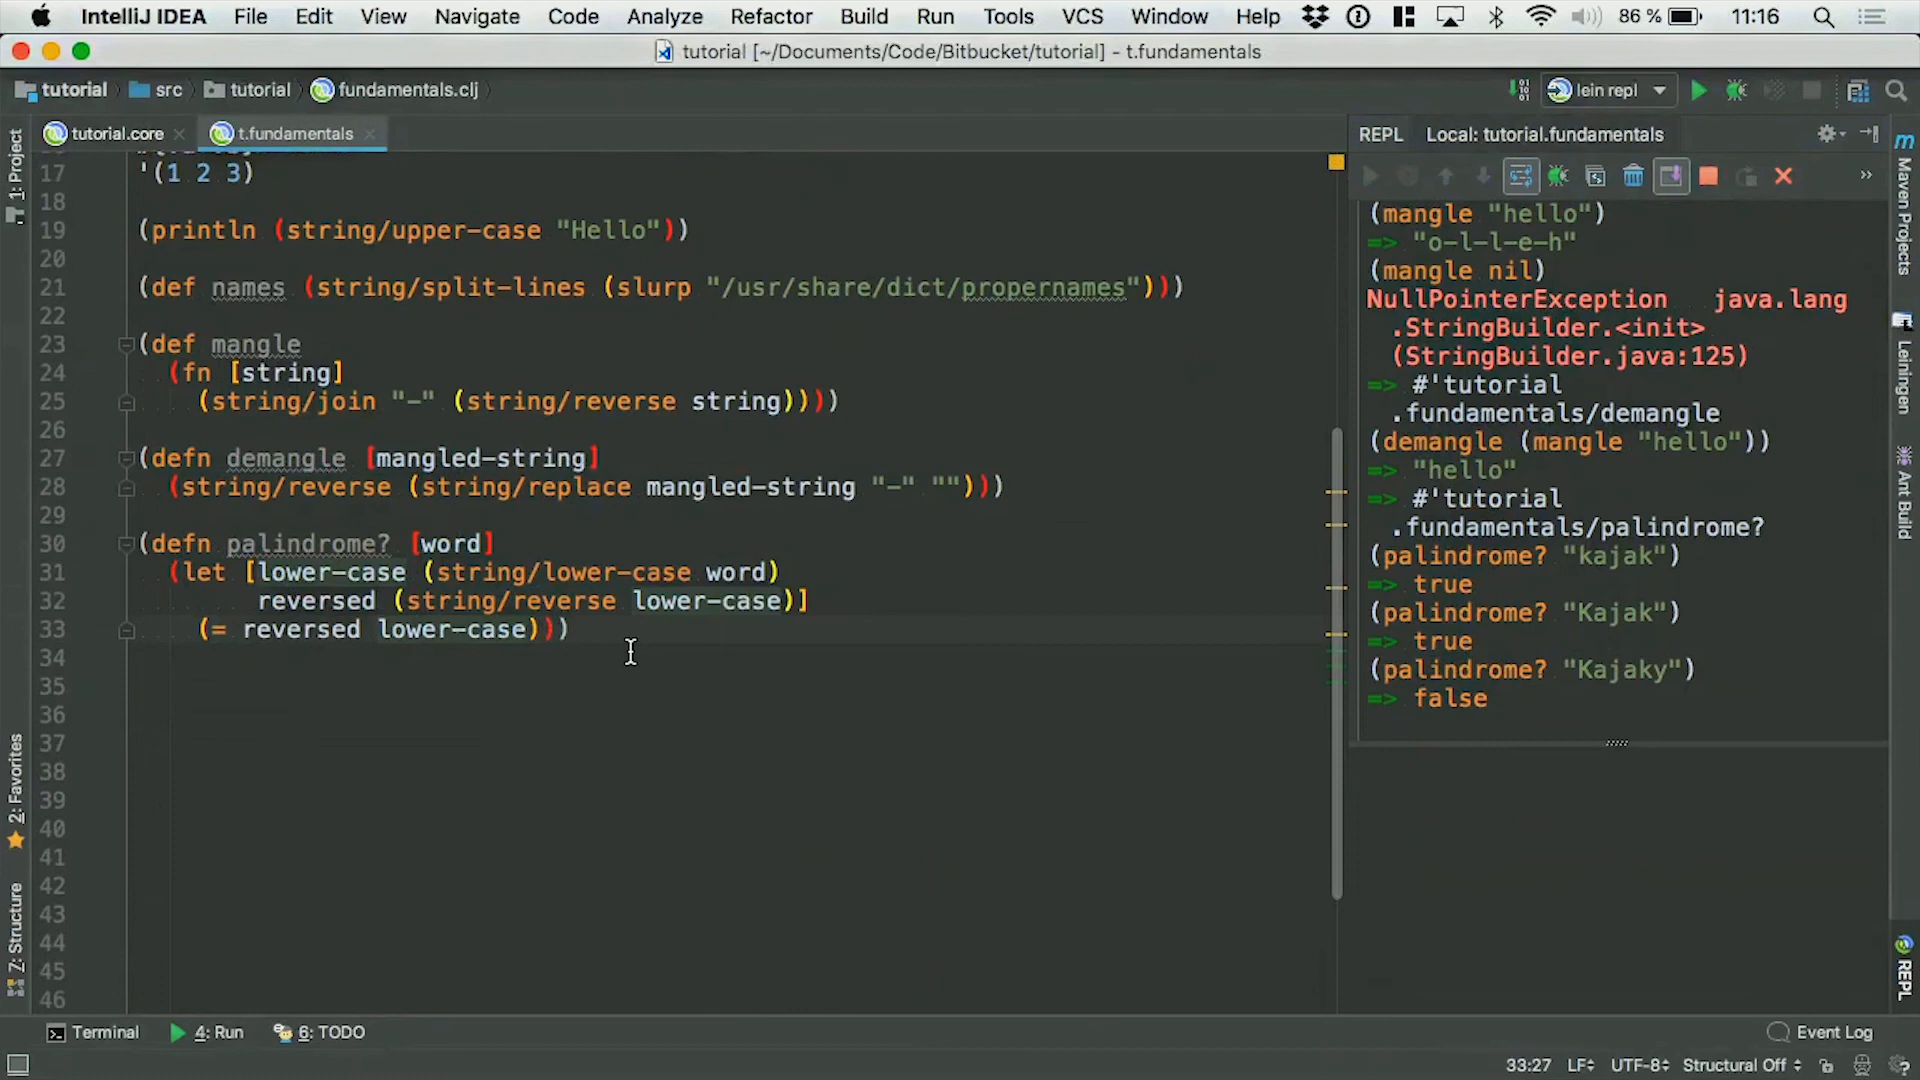 IntelliJ IDEA File Edit View Navigate Code Analyze Refactor Build Run Tools VCS Window Help 86 % 11:16
tutorial [~/Documents/Code/Bitbucket/tutorial] - t.fundamentals
tutorial src tutorial fundamentals.clj lein repl
tutorial.core t.fundamentals
1: Project
2: Favorites
Z: Structure
17 '(1 2 3)
18
19 (println (string/upper-case "Hello"))
20
21 (def names (string/split-lines (slurp "/usr/share/dict/propernames")))
22
23 (def mangle
24 (fn [string]
25 (string/join "-" (string/reverse string))))
26
27 (defn demangle [mangled-string]
28 (string/reverse (string/replace mangled-string "-" "")))
29
30 (defn palindrome? [word]
31 (let [lower-case (string/lower-case word)
32 reversed (string/reverse lower-case)]
33 (= reversed lower-case)))
34
35
36
37
38
39
40
41
42
43
44
45
46
REPL Local: tutorial.fundamentals
(mangle "hello")
=> "o-l-l-e-h"
(mangle nil)
NullPointerException java.lang
.StringBuilder.<init>
(StringBuilder.java:125)
=> #'tutorial
.fundamentals/demangle
(demangle (mangle "hello"))
=> "hello"
=> #'tutorial
.fundamentals/palindrome?
(palindrome? "kajak")
=> true
(palindrome? "Kajak")
=> true
(palindrome? "Kajaky")
=> false
Maven Projects
Leiningen
Ant Build
REPL
Terminal 4: Run 6: TODO Event Log
33:27 LF UTF-8 Structural Off